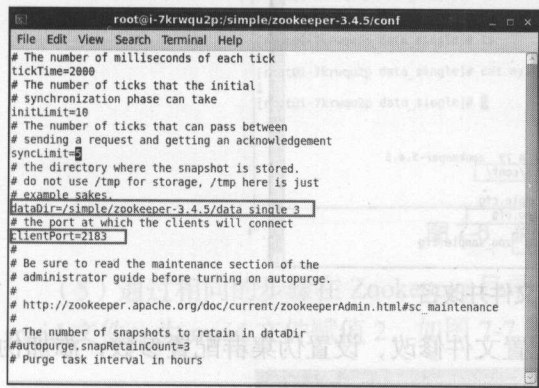 root@i-7krwqu2p:/simple/zookeeper-3.4.5/conf
File Edit View Search Terminal Help
# The number of milliseconds of each tick
tickTime=2000
# The number of ticks that the initial
# synchronization phase can take
initLimit=10
# The number of ticks that can pass between
# sending a request and getting an acknowledgement
syncLimit=5
# the directory where the snapshot is stored.
# do not use /tmp for storage, /tmp here is just
# example sakes.
dataDir=/simple/zookeeper-3.4.5/data_single_3
# the port at which the clients will connect
clientPort=2183
#
# Be sure to read the maintenance section of the
# administrator guide before turning on autopurge.
#
# http://zookeeper.apache.org/doc/current/zookeeperAdmin.html#sc_maintenance
#
# The number of snapshots to retain in dataDir
#autopurge.snapRetainCount=3
# Purge task interval in hours